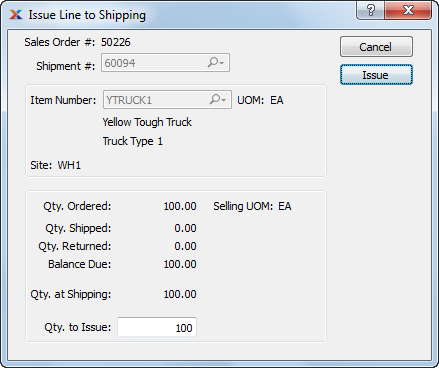 Issue Line to Shipping
Sales Order #: 50226
Cancel
Shipment #: 60094
Issue
Item Number: YTRUCK1 UOM: EA
Yellow Tough Truck
Truck Type 1
Site: WH1
Qty. Ordered: 100.00 Selling UOM: EA
Qty. Shipped: 0.00
Qty. Returned: 0.00
Balance Due: 100.00
Qty. at Shipping: 100.00
Qty. to Issue: 100